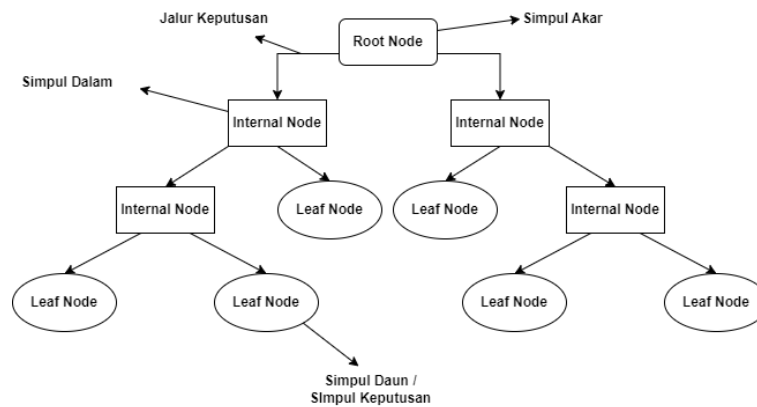 Jalur Keputusan
Simpul Akar
Root Node
Simpul Dalam
Internal Node
Internal Node
Internal Node
Leaf Node
Leaf Node
Internal Node
Leaf Node
Leaf Node
Leaf Node
Leaf Node
Simpul Daun /
SImpul Keputusan